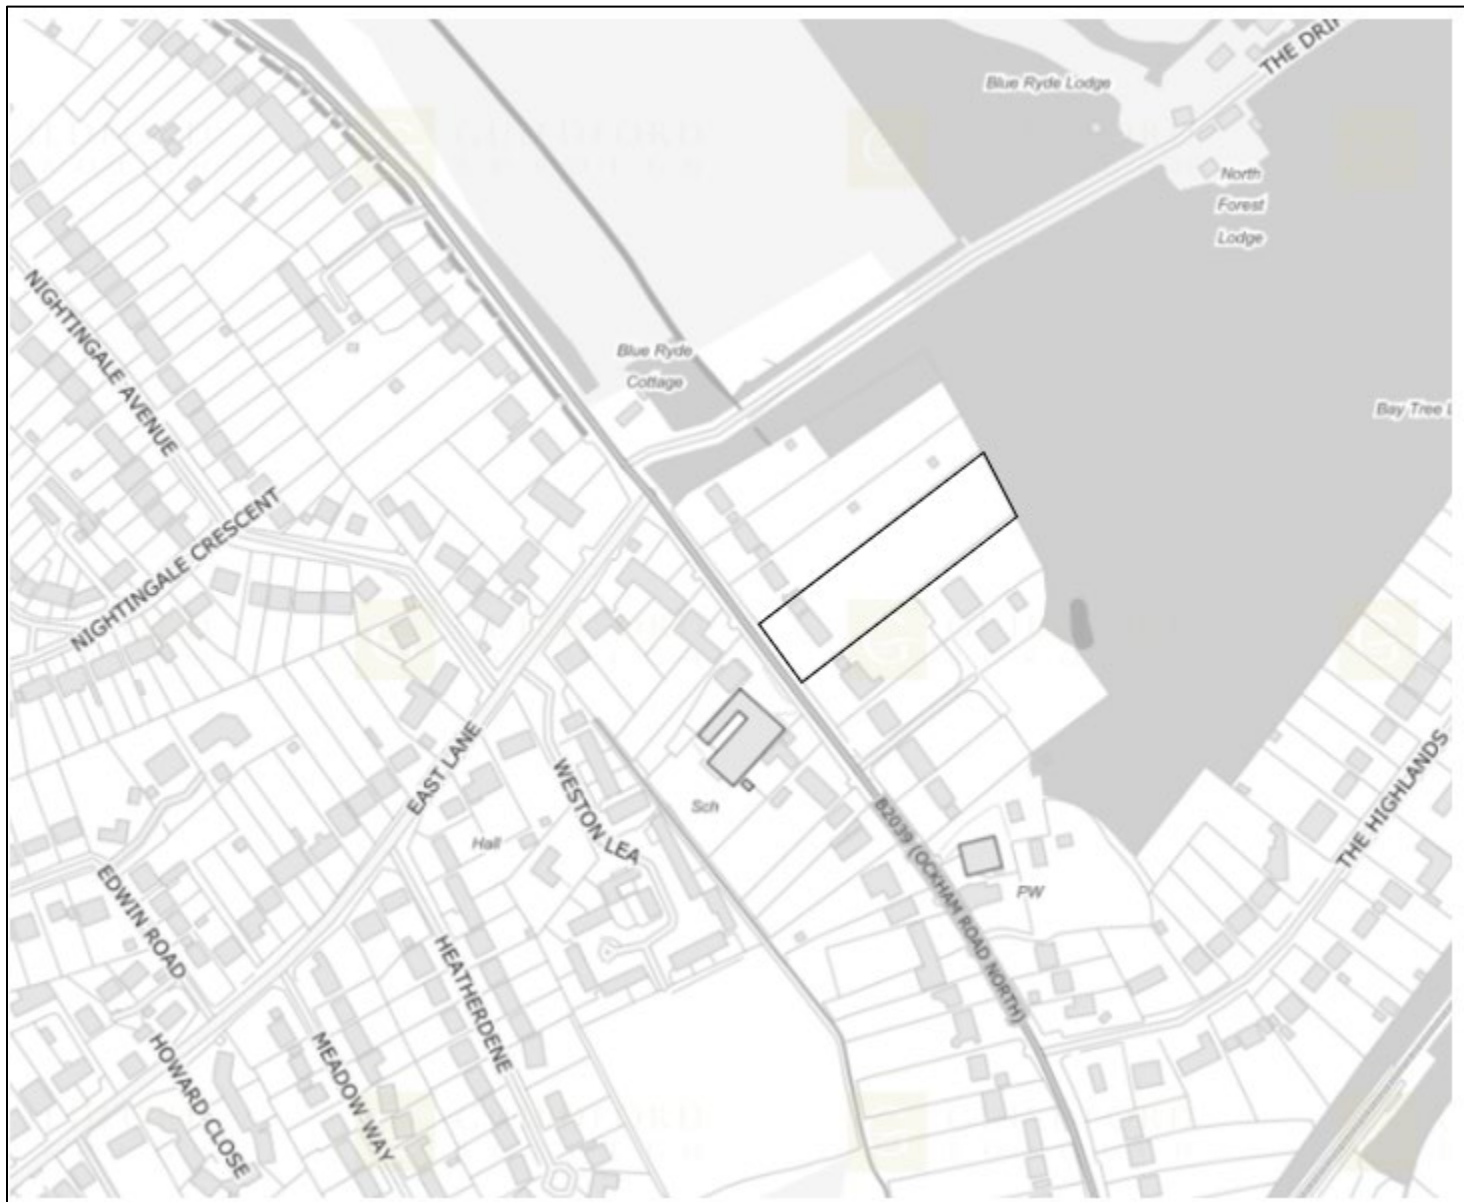 THE DRIF
Blue Ryde Lodge
North
Forest
Lodge
NIGHTINGALE AVENUE
Blue Ryde
Cottage
Bay Tree L
NIGHTINGALE CRESCENT
EAST LANE
WESTON LEA
Sch
Hall
B2039 (OCKHAM ROAD NORTH)
THE HIGHLANDS
PW
EDWIN ROAD
HEATHERDENE
HOWARD CLOSE
MEADOW WAY